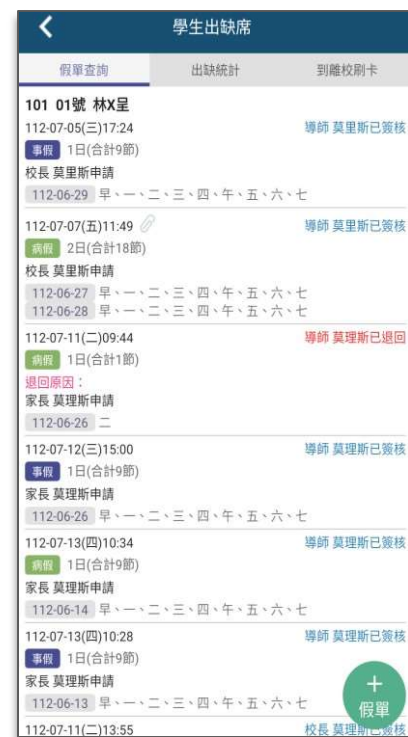 學生出缺席
假單查詢 出缺統計 到離校刷卡
101 01號 林X呈
112-07-05(三)17:24 導師 莫里斯已簽核
事假 1日(合計9節)
校長 莫里斯申請
112-06-29 早、一、二、三、四、午、五、六、七
112-07-07(五)11:49 導師 莫里斯已簽核
病假 2日(合計18節)
校長 莫里斯申請
112-06-27 早、一、二、三、四、午、五、六、七
112-06-28 早、一、二、三、四、午、五、六、七
112-07-11(二)09:44 導師 莫理斯已退回
病假 1日(合計1節)
退回原因：
家長 莫理斯申請
112-06-26 二
112-07-12(三)15:00 導師 莫理斯已簽核
事假 1日(合計9節)
家長 莫理斯申請
112-06-26 早、一、二、三、四、午、五、六、七
112-07-13(四)10:34 導師 莫理斯已簽核
病假 1日(合計9節)
家長 莫理斯申請
112-06-14 早、一、二、三、四、午、五、六、七
112-07-13(四)10:28 導師 莫理斯已簽核
事假 1日(合計9節)
家長 莫理斯申請
112-06-13 早、一、二、三、四、午、五、六、七
+
假單
112-07-11(二)13:55 校長 莫理斯已簽核